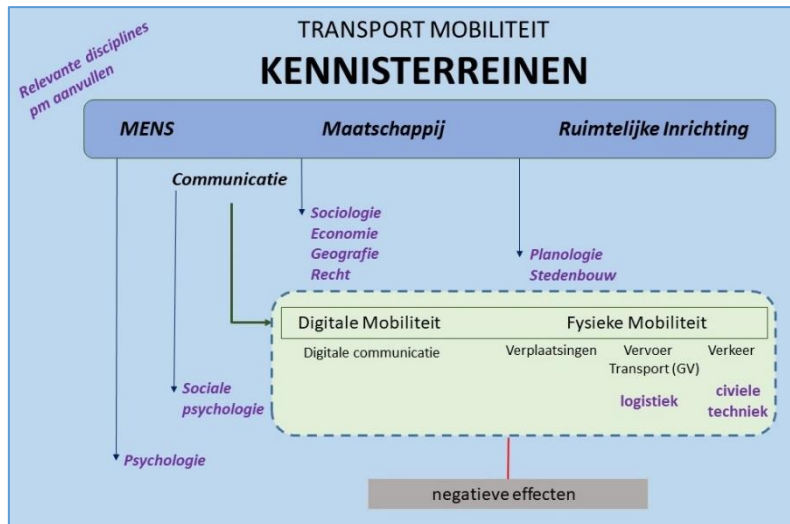 TRANSPORT MOBILITEIT
KENNISTERREINEN
Relevante disciplines
pm aanvullen
MENS
Maatschappij
Ruimtelijke Inrichting
Communicatie
Sociologie
Economie
Geografie
Recht
Planologie
Stedenbouw
Digitale Mobiliteit
Fysieke Mobiliteit
Digitale communicatie
Verplaatsingen
Vervoer
Transport (GV)
Verkeer
logistiek
civiele
techniek
Sociale
psychologie
Psychologie
negatieve effecten